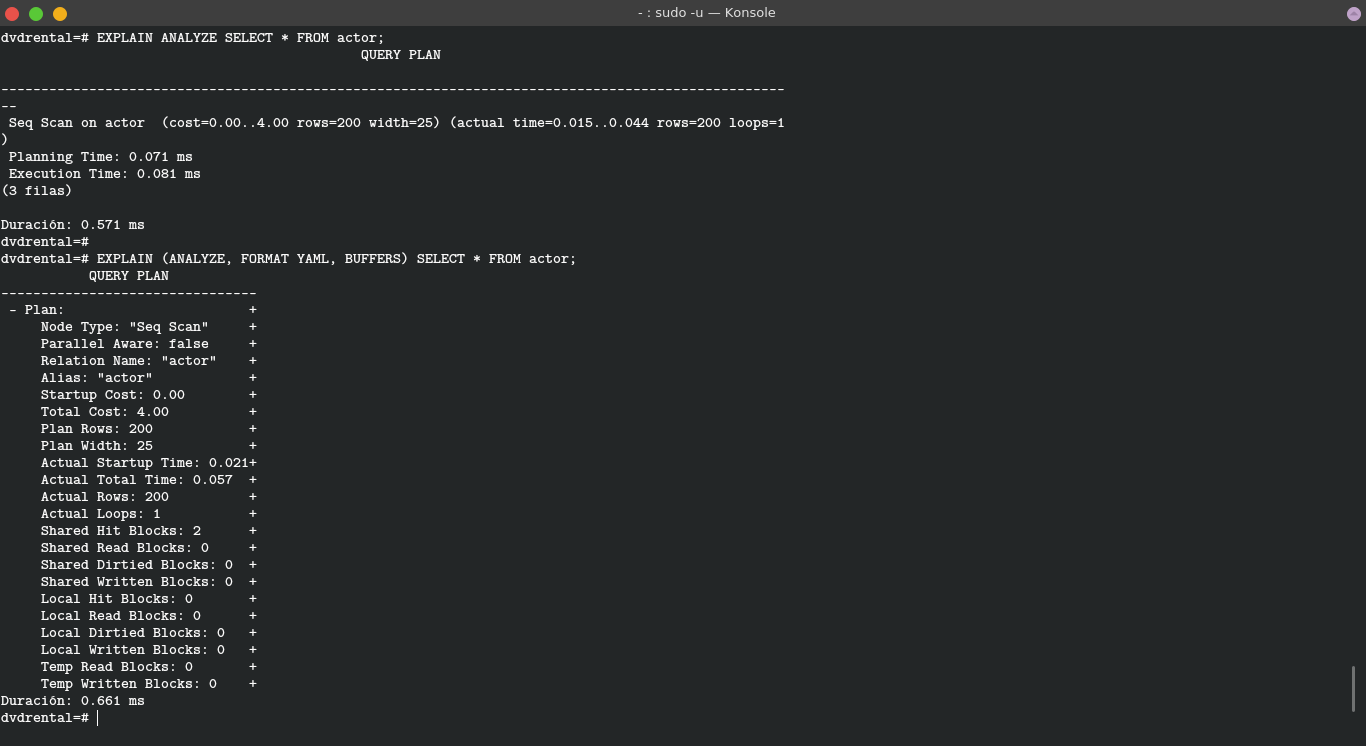 - : sudo -u — Konsole
dvdrental=# EXPLAIN ANALYZE SELECT * FROM actor;
                                             QUERY PLAN

--------------------------------------------------------------------------------------------------
--
 Seq Scan on actor  (cost=0.00..4.00 rows=200 width=25) (actual time=0.015..0.044 rows=200 loops=1
)
 Planning Time: 0.071 ms
 Execution Time: 0.081 ms
(3 filas)

Duración: 0.571 ms
dvdrental=#
dvdrental=# EXPLAIN (ANALYZE, FORMAT YAML, BUFFERS) SELECT * FROM actor;
           QUERY PLAN
--------------------------------
 - Plan:                       +
     Node Type: "Seq Scan"     +
     Parallel Aware: false     +
     Relation Name: "actor"    +
     Alias: "actor"            +
     Startup Cost: 0.00        +
     Total Cost: 4.00          +
     Plan Rows: 200            +
     Plan Width: 25            +
     Actual Startup Time: 0.021+
     Actual Total Time: 0.057  +
     Actual Rows: 200          +
     Actual Loops: 1           +
     Shared Hit Blocks: 2      +
     Shared Read Blocks: 0     +
     Shared Dirtied Blocks: 0  +
     Shared Written Blocks: 0  +
     Local Hit Blocks: 0       +
     Local Read Blocks: 0      +
     Local Dirtied Blocks: 0   +
     Local Written Blocks: 0   +
     Temp Read Blocks: 0       +
     Temp Written Blocks: 0    +
Duración: 0.661 ms
dvdrental=#